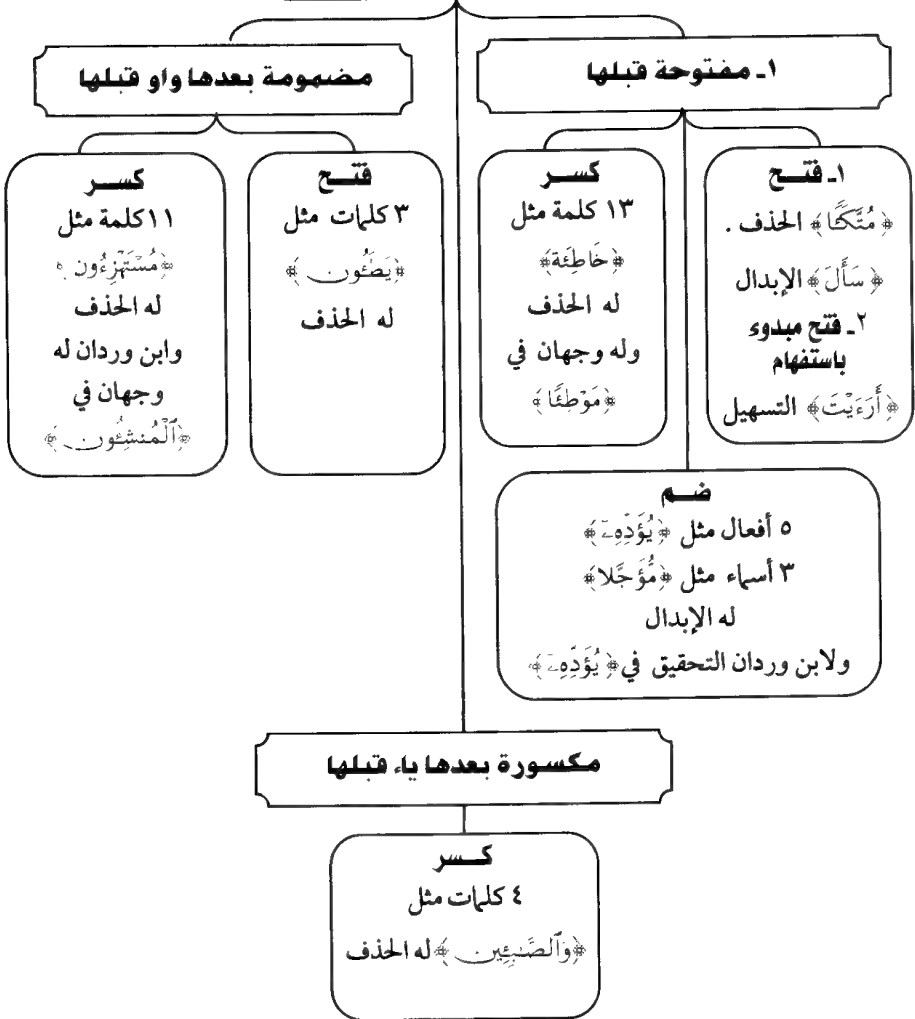 ١ـ مفتوحة قبلها
مضمومة بعدها واو قبلها
١ـ فتح
﴿مُتَّكَـًٔا﴾ الحذف .
﴿سَأَلَ﴾ الإبدال
٢ـ فتح مبدوء
باستفهام
﴿أَرَءَيْتَ﴾ التسهيل
كسر
١٣ كلمة مثل
﴿خَاطِئَة﴾
له الحذف
وله وجهان في
﴿مَوْطِئًا﴾
فتح
٣ كلمات مثل
﴿يَطَـُٔون﴾
له الحذف
كسر
١١ كلمة مثل
﴿مُسْتَهْزِءُون﴾
له الحذف
وابن وردان له
وجهان في
﴿ٱلْمُنشِـُٔون﴾
ضم
٥ أفعال مثل ﴿يُؤَدِّهِۦٓ﴾
٣ أسماء مثل ﴿مُّؤَجَّلا﴾
له الإبدال
ولابن وردان التحقيق في ﴿يُؤَدِّهِۦٓ﴾
مكسورة بعدها ياء قبلها
كسر
٤ كلمات مثل
﴿وَٱلصَّـٰبِـِٔين﴾ له الحذف